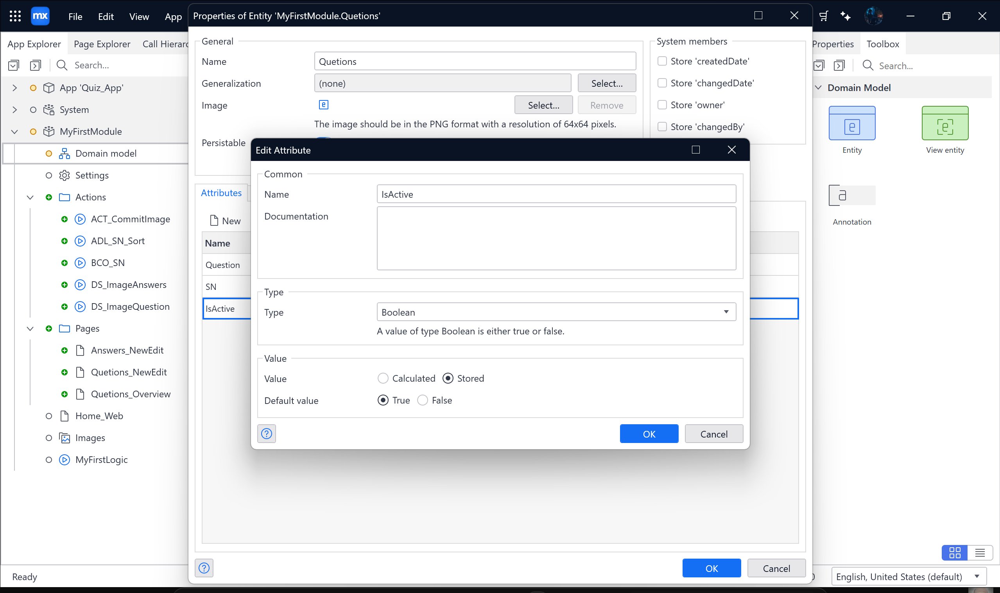 mx
File Edit View App
Properties of Entity 'MyFirstModule.Quetions'
App Explorer Page Explorer Call Hierarc
Search...
App 'Quiz_App'
System
MyFirstModule
Domain model
Settings
Actions
ACT_CommitImage
ADL_SN_Sort
BCO_SN
DS_ImageAnswers
DS_ImageQuestion
Pages
Answers_NewEdit
Quetions_NewEdit
Quetions_Overview
Home_Web
Images
MyFirstLogic
Ready
General
Name Quetions
Generalization (none) Select...
Image e Select... Remove
The image should be in the PNG format with a resolution of 64x64 pixels.
Persistable
System members
Store 'createdDate'
Store 'changedDate'
Store 'owner'
Store 'changedBy'
Attributes
New
Name
Question
SN
IsActive
Edit Attribute
Common
Name IsActive
Documentation
Type
Type Boolean
A value of type Boolean is either true or false.
Value
Value Calculated Stored
Default value True False
? OK Cancel
? OK Cancel
Properties Toolbox
Search...
Domain Model
e e
Entity View entity
a
Annotation
English, United States (default)